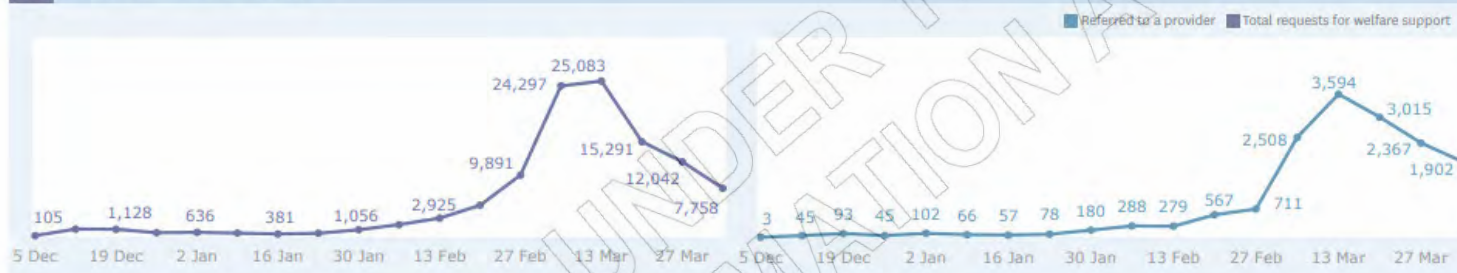 Referred to a provider Total requests for welfare support
25,083
24,297
15,291
9,891
12,042
7,758
2,925
105 1,128 636 381 1,056
5 Dec 19 Dec 2 Jan 16 Jan 30 Jan 13 Feb 27 Feb 13 Mar 27 Mar
3,594
3,015
2,508
2,367
1,902
3 45 93 45 102 66 57 78 180 288 279 567 711
5 Dec 19 Dec 2 Jan 16 Jan 30 Jan 13 Feb 27 Feb 13 Mar 27 Mar
UNDER